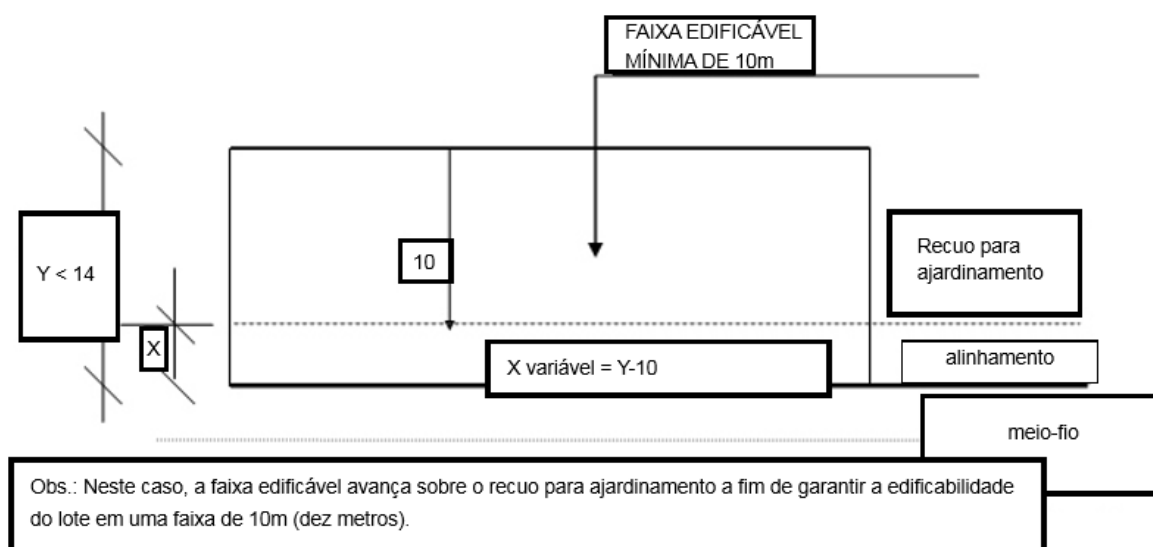 FAIXA EDIFICÁVEL
MÍNIMA DE 10m
Y < 14
10
Recuo para
ajardinamento
X
X variável = Y-10
alinhamento
meio-fio
Obs.: Neste caso, a faixa edificável avança sobre o recuo para ajardinamento a fim de garantir a edificabilidade
do lote em uma faixa de 10m (dez metros).